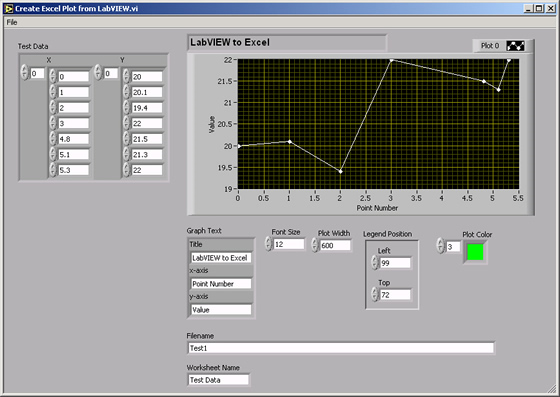 Create Excel Plot from LabVIEW.vi
File
Test Data
X Y
0 0 0 20
1 20.1
2 19.4
3 22
4.8 21.5
5.1 21.3
5.3 22
LabVIEW to Excel
Plot 0
22
21.5
21
20.5
20
19.5
19
Value
0 0.5 1 1.5 2 2.5 3 3.5 4 4.5 5 5.5
Point Number
Graph Text
Title
LabVIEW to Excel
x-axis
Point Number
y-axis
Value
Font Size
12
Plot Width
600
Legend Position
Left
99
Top
72
Plot Color
3
Filename
Test1
Worksheet Name
Test Data